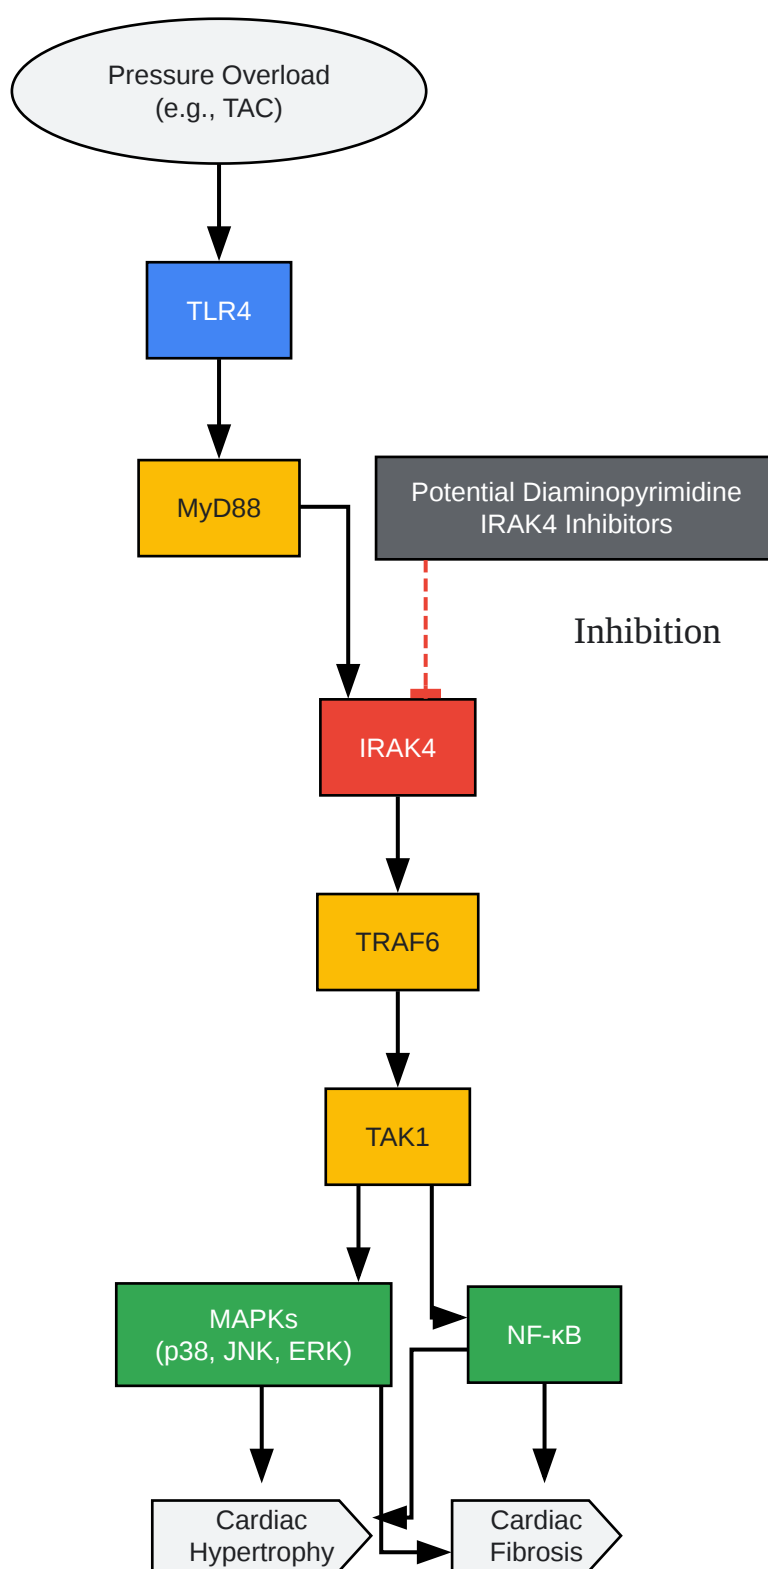 Pressure Overload
(e.g., TAC)
TLR4
MyD88
Potential Diaminopyrimidine
IRAK4 Inhibitors
Inhibition
IRAK4
TRAF6
TAK1
MAPKs
(p38, JNK, ERK)
NF-κB
Cardiac
Hypertrophy
Cardiac
Fibrosis